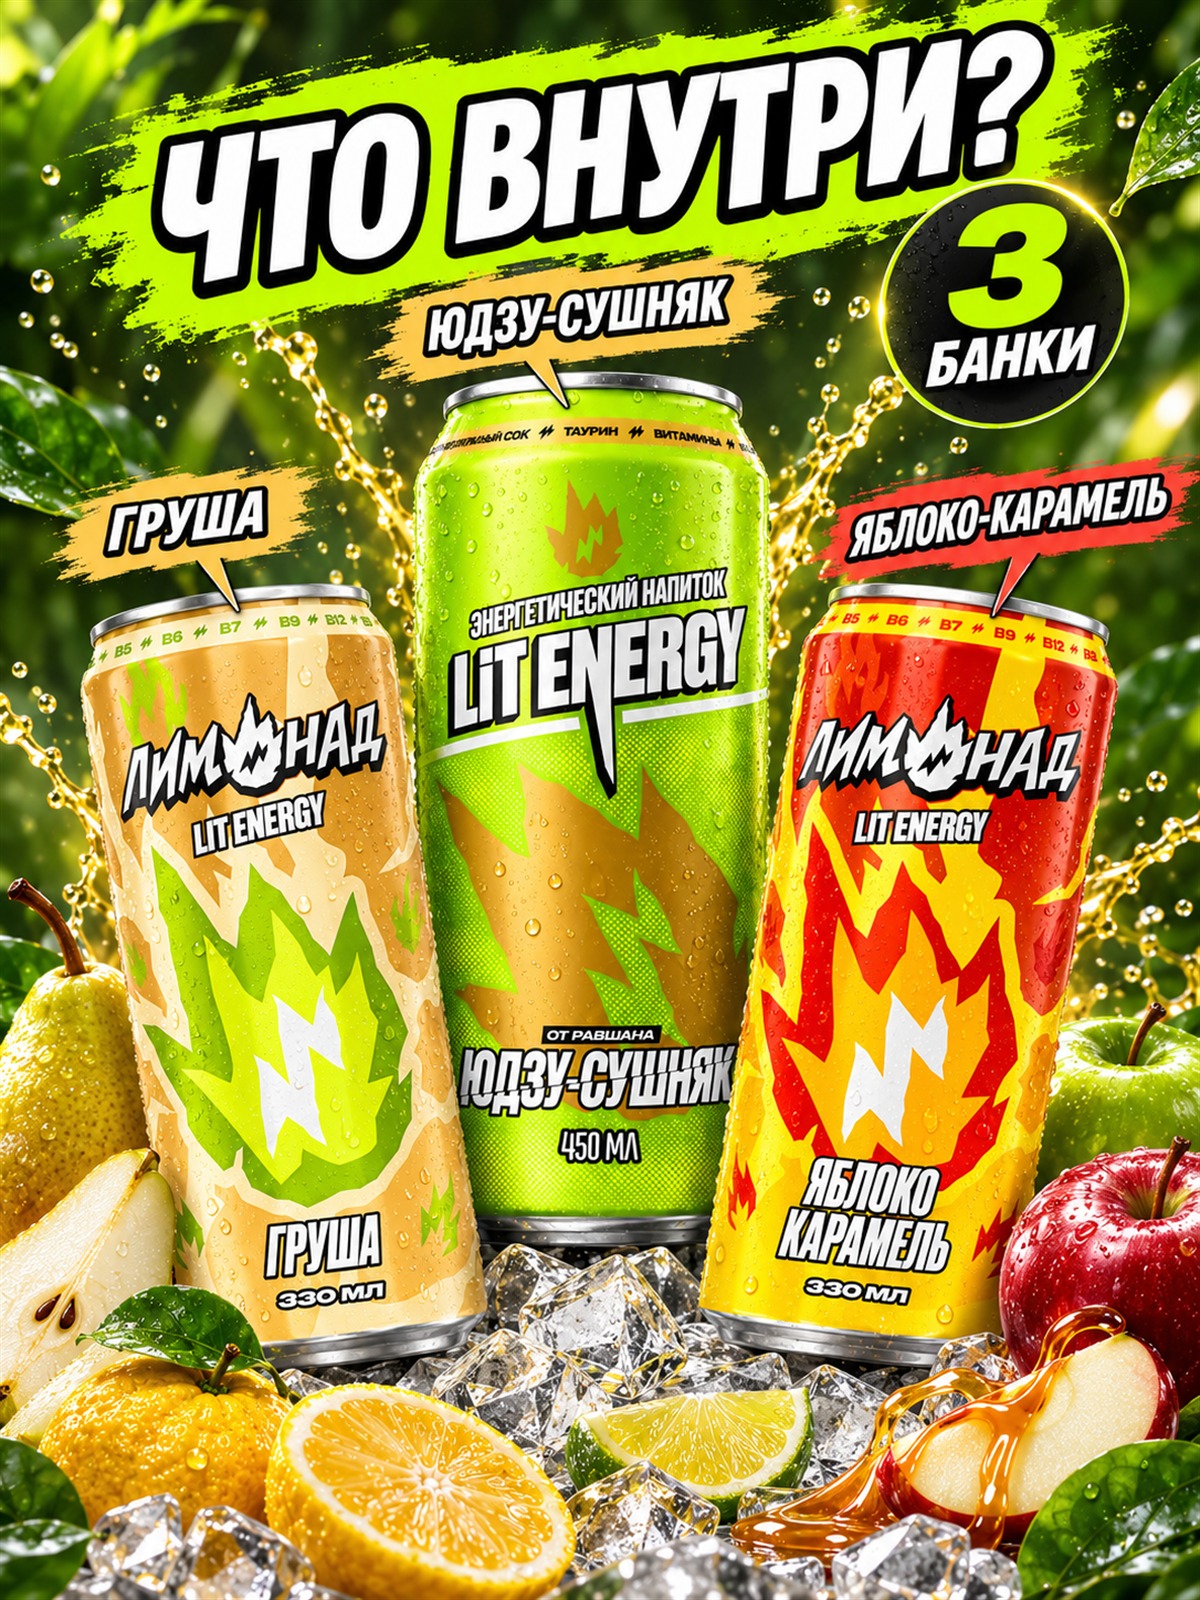 ЧТО ВНУТРИ?
3
БАНКИ
ЮДЗУ-СУШНЯК
ГРУША
ЯБЛОКО-КАРАМЕЛЬ
СОК ТАУРИН ВИТАМИНЫ
ЭНЕРГЕТИЧЕСКИЙ НАПИТОК
LIT ENERGY
ОТ РАВШАНА
ЮДЗУ-СУШНЯК
450 МЛ
B5 B6 B7 B9 B12
ЛИМОНАД
LIT ENERGY
ГРУША
330 МЛ
B5 B6 B7 B9 B12
ЛИМОНАД
LIT ENERGY
ЯБЛОКО
КАРАМЕЛЬ
330 МЛ